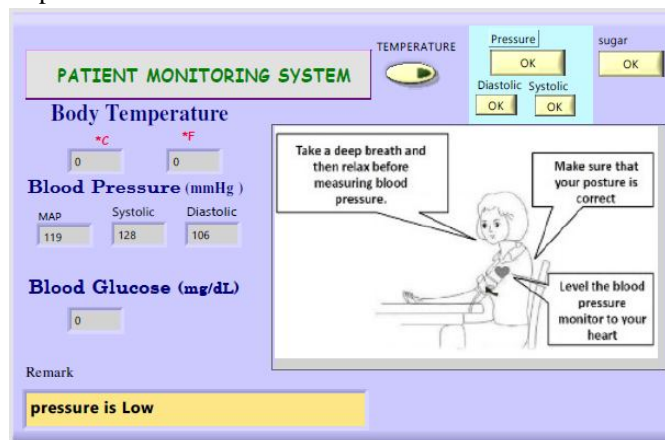 PATIENT MONITORING SYSTEM
TEMPERATURE
Pressure
OK
sugar
OK
Diastolic Systolic
OK OK
Body Temperature
*C *F
0 0
Blood Pressure (mmHg )
MAP Systolic Diastolic
119 128 106
Blood Glucose (mg/dL)
0
Take a deep breath and
then relax before
measuring blood
pressure.
Make sure that
your posture is
correct
Level the blood
pressure
monitor to your
heart
Remark
pressure is Low